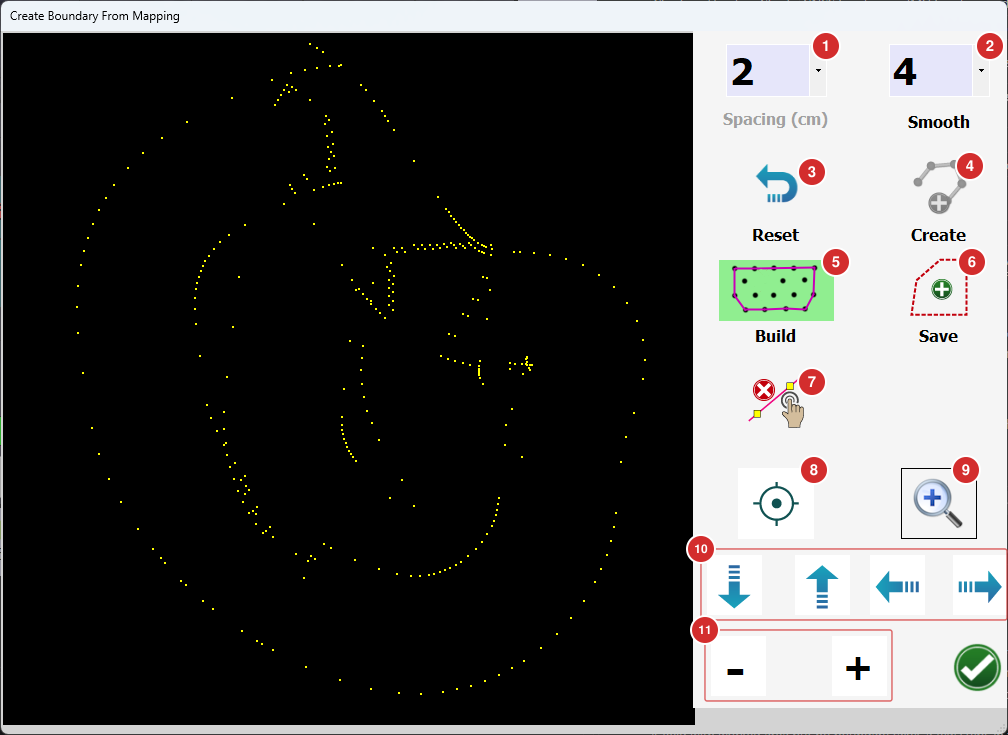 Create Boundary From Mapping
1
2
2
4
Spacing (cm)
Smooth
3
4
Reset
Create
5
6
Build
Save
7
8
9
10
11
-
+